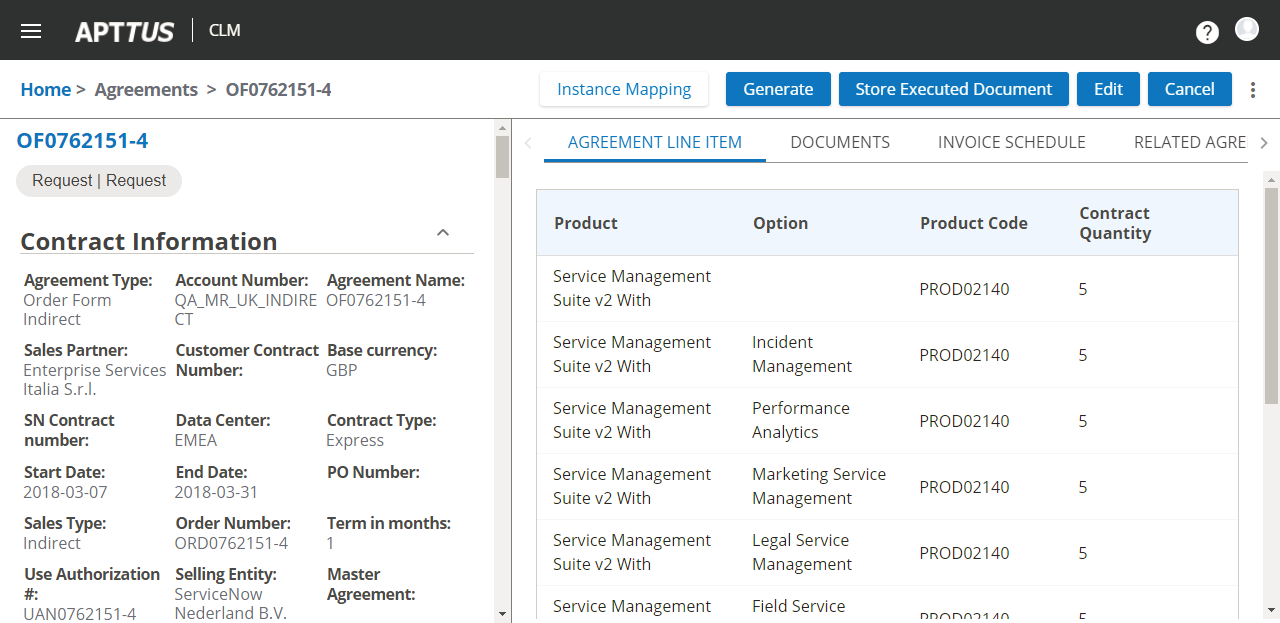 APTTUS CLM
?
Home > Agreements > OF0762151-4
Instance Mapping
Generate
Store Executed Document
Edit
Cancel
OF0762151-4
Request | Request
Contract Information
Agreement Type:
Order Form
Indirect
Account Number:
QA_MR_UK_INDIRE
CT
Agreement Name:
OF0762151-4
Sales Partner:
Enterprise Services
Italia S.r.l.
Customer Contract
Number:
Base currency:
GBP
SN Contract
number:
Data Center:
EMEA
Contract Type:
Express
Start Date:
2018-03-07
End Date:
2018-03-31
PO Number:
Sales Type:
Indirect
Order Number:
ORD0762151-4
Term in months:
1
Use Authorization
#:
UAN0762151-4
Selling Entity:
ServiceNow
Nederland B.V.
Master
Agreement:
AGREEMENT LINE ITEM
DOCUMENTS
INVOICE SCHEDULE
RELATED AGRE
Product
Option
Product Code
Contract
Quantity
Service Management
Suite v2 With
PROD02140
5
Service Management
Suite v2 With
Incident
Management
PROD02140
5
Service Management
Suite v2 With
Performance
Analytics
PROD02140
5
Service Management
Suite v2 With
Marketing Service
Management
PROD02140
5
Service Management
Suite v2 With
Legal Service
Management
PROD02140
5
Service Management
Field Service
PROD02140
5